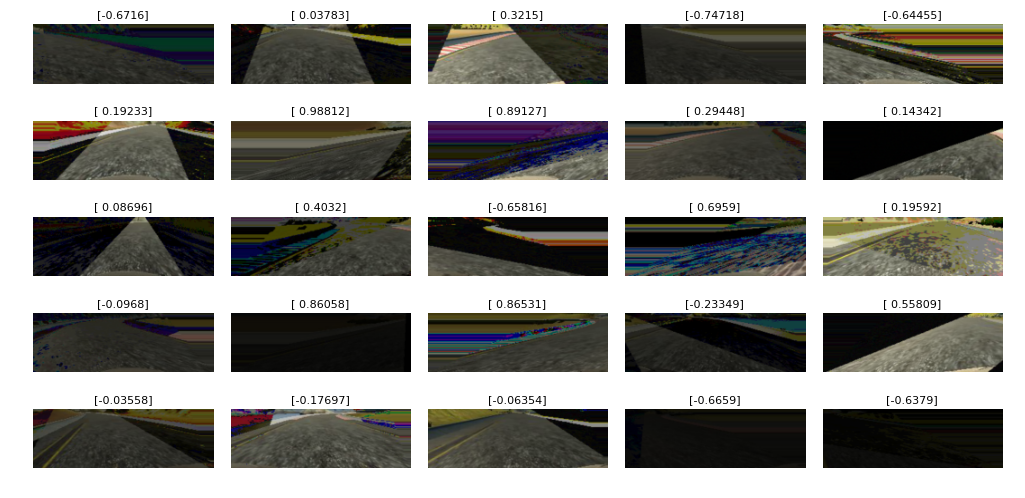 [-0.6716] [ 0.03783] [ 0.3215] [-0.74718] [-0.64455]
[ 0.19233] [ 0.98812] [ 0.89127] [ 0.29448] [ 0.14342]
[ 0.08696] [ 0.4032] [-0.65816] [ 0.6959] [ 0.19592]
[-0.0968] [ 0.86058] [ 0.86531] [-0.23349] [ 0.55809]
[-0.03558] [-0.17697] [-0.06354] [-0.6659] [-0.6379]